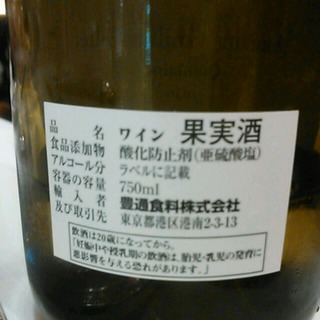 品名 ワイン 果実酒
食品添加物 酸化防止剤(亜硫酸塩)
アルコール分 ラベルに記載
容器の容量 750ml
輸入者 豊通食料株式会社
及び取引先 東京都港区港南2-3-13
飲酒は20歳になってから。
「妊娠中や授乳期の飲酒は、胎児・乳児の発育に
悪影響を与える恐れがあります。」